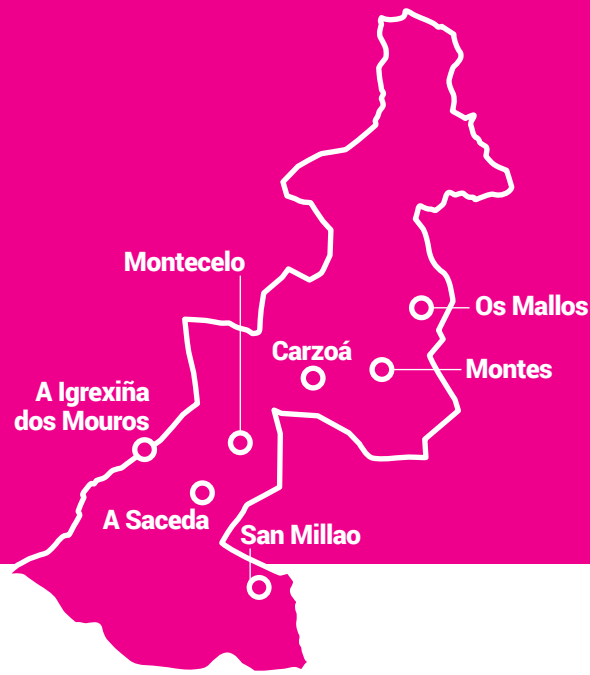 Montecelo
Os Mallos
Carzoá
Montes
A Igrexiña
dos Mouros
A Saceda
San Millao